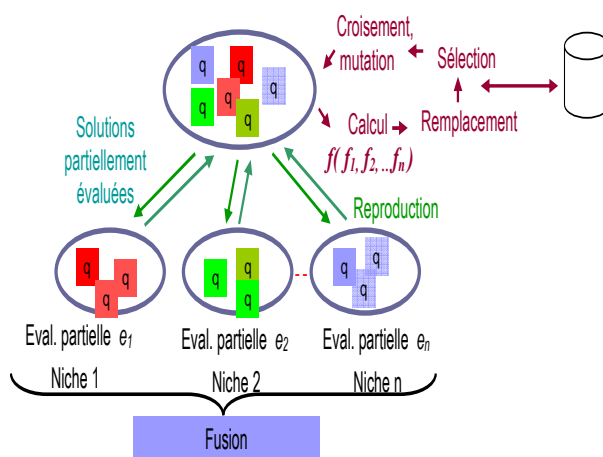 Croisement,
mutation
Sélection
q
q
q
q
q
q
Calcul
Remplacement
f(f1, f2, ..fn)
Solutions
partiellement
évaluées
Reproduction
q
q
q
q
q
q
q
q
q
Eval. partielle e1
Eval. partielle e2
Eval. partielle en
Niche 1
Niche 2
Niche n
Fusion